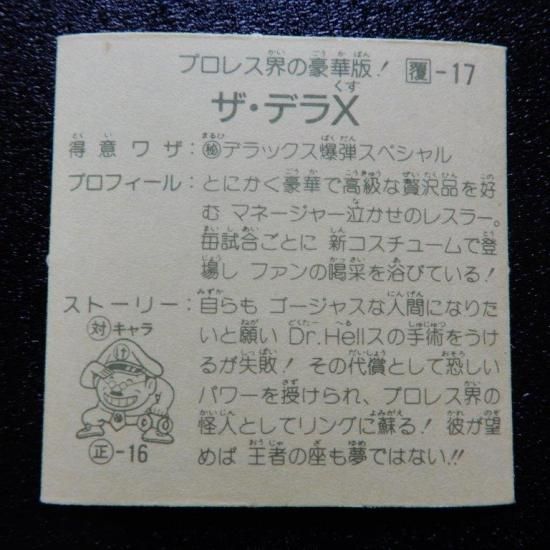 プロレス界の豪華版！ 覆-17
ザ・デラX
得意ワザ：㊙デラックス爆弾スペシャル
プロフィール：とにかく豪華で高級な贅沢品を好
む マネージャー泣かせのレスラー。
毎試合ごとに 新コスチュームで登
場し ファンの喝采を浴びている！
ストーリー：自らも ゴージャスな人間になりた
いと願い Dr.Hellスの手術をうけ
るが失敗！ その代償として恐しい
パワーを授けられ、プロレス界の
怪人としてリングに蘇る！ 彼が望
めば 王者の座も夢ではない!!
対キャラ
正-16